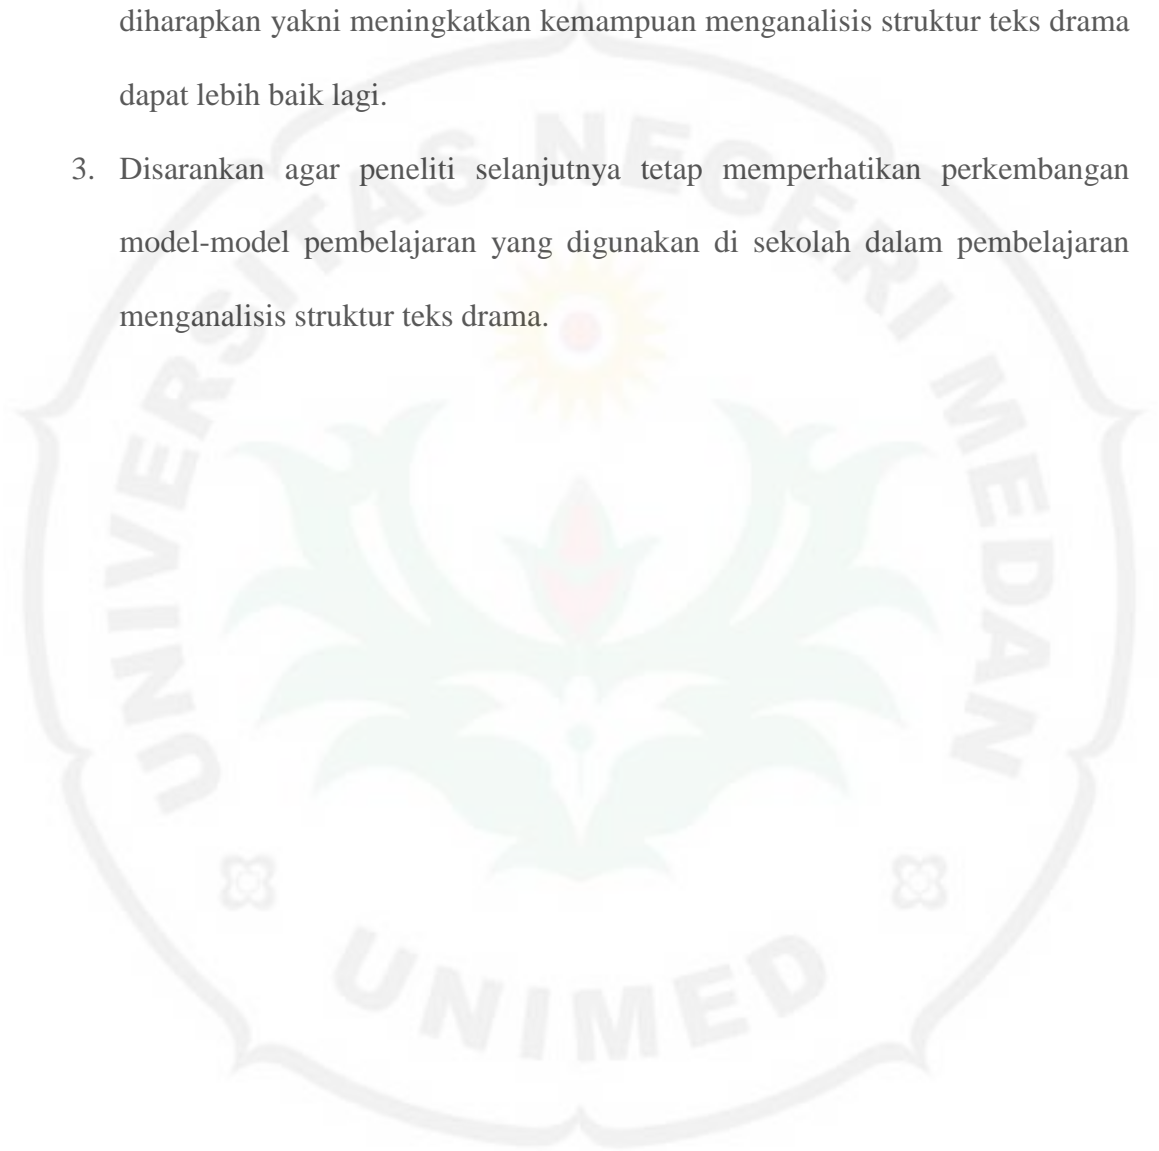 diharapkan yakni meningkatkan kemampuan menganalisis struktur teks drama
dapat lebih baik lagi.
3. Disarankan agar peneliti selanjutnya tetap memperhatikan perkembangan
model-model pembelajaran yang digunakan di sekolah dalam pembelajaran
menganalisis struktur teks drama.
UNIVERSITAS NEGERI MEDAN
UNIMED